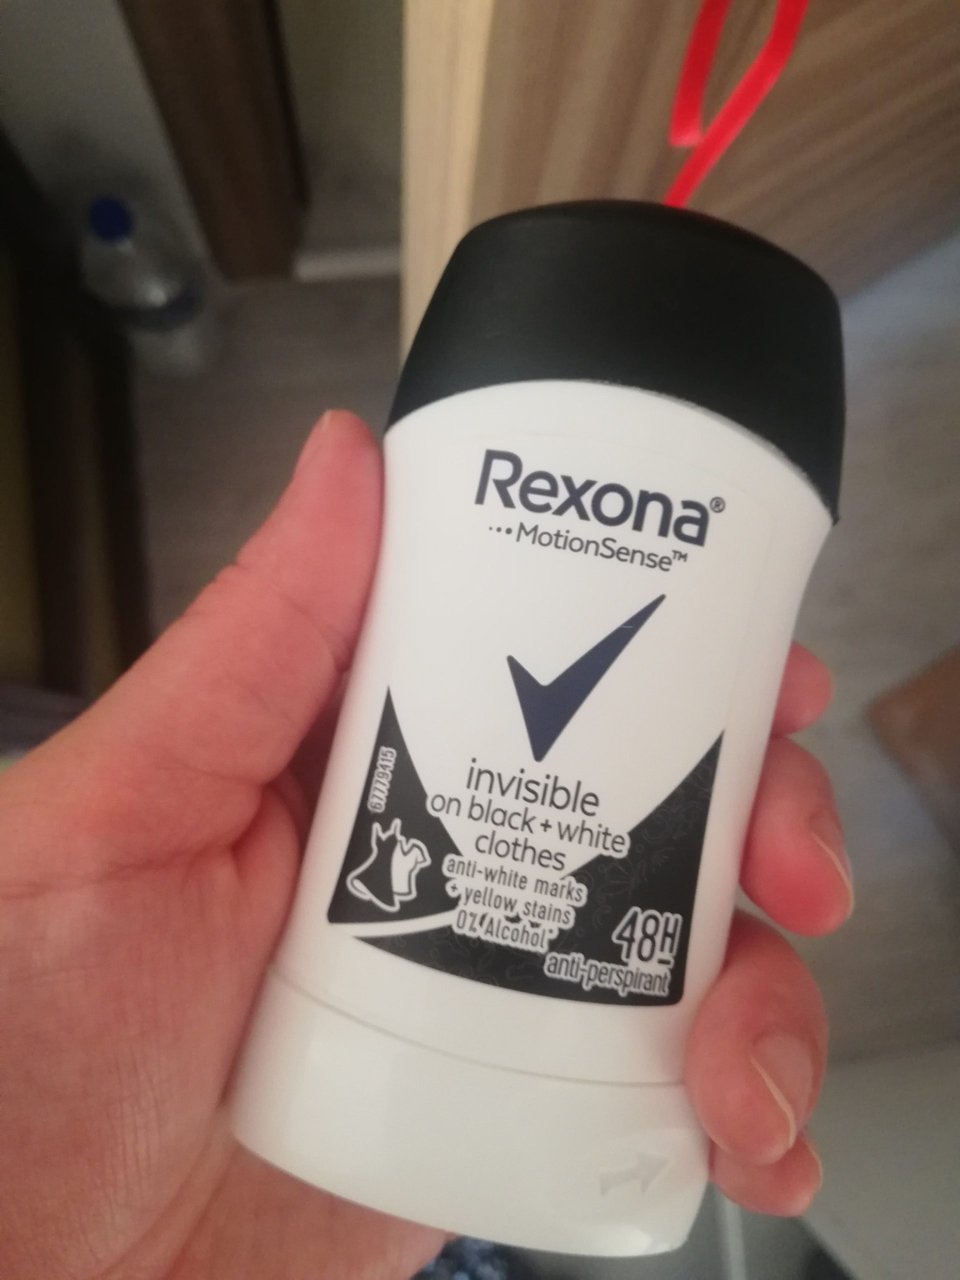 Rexona®
...MotionSense™
invisible
on black + white
clothes
anti-white marks
+ yellow stains
0% Alcohol*
48H
anti-perspirant
67779415